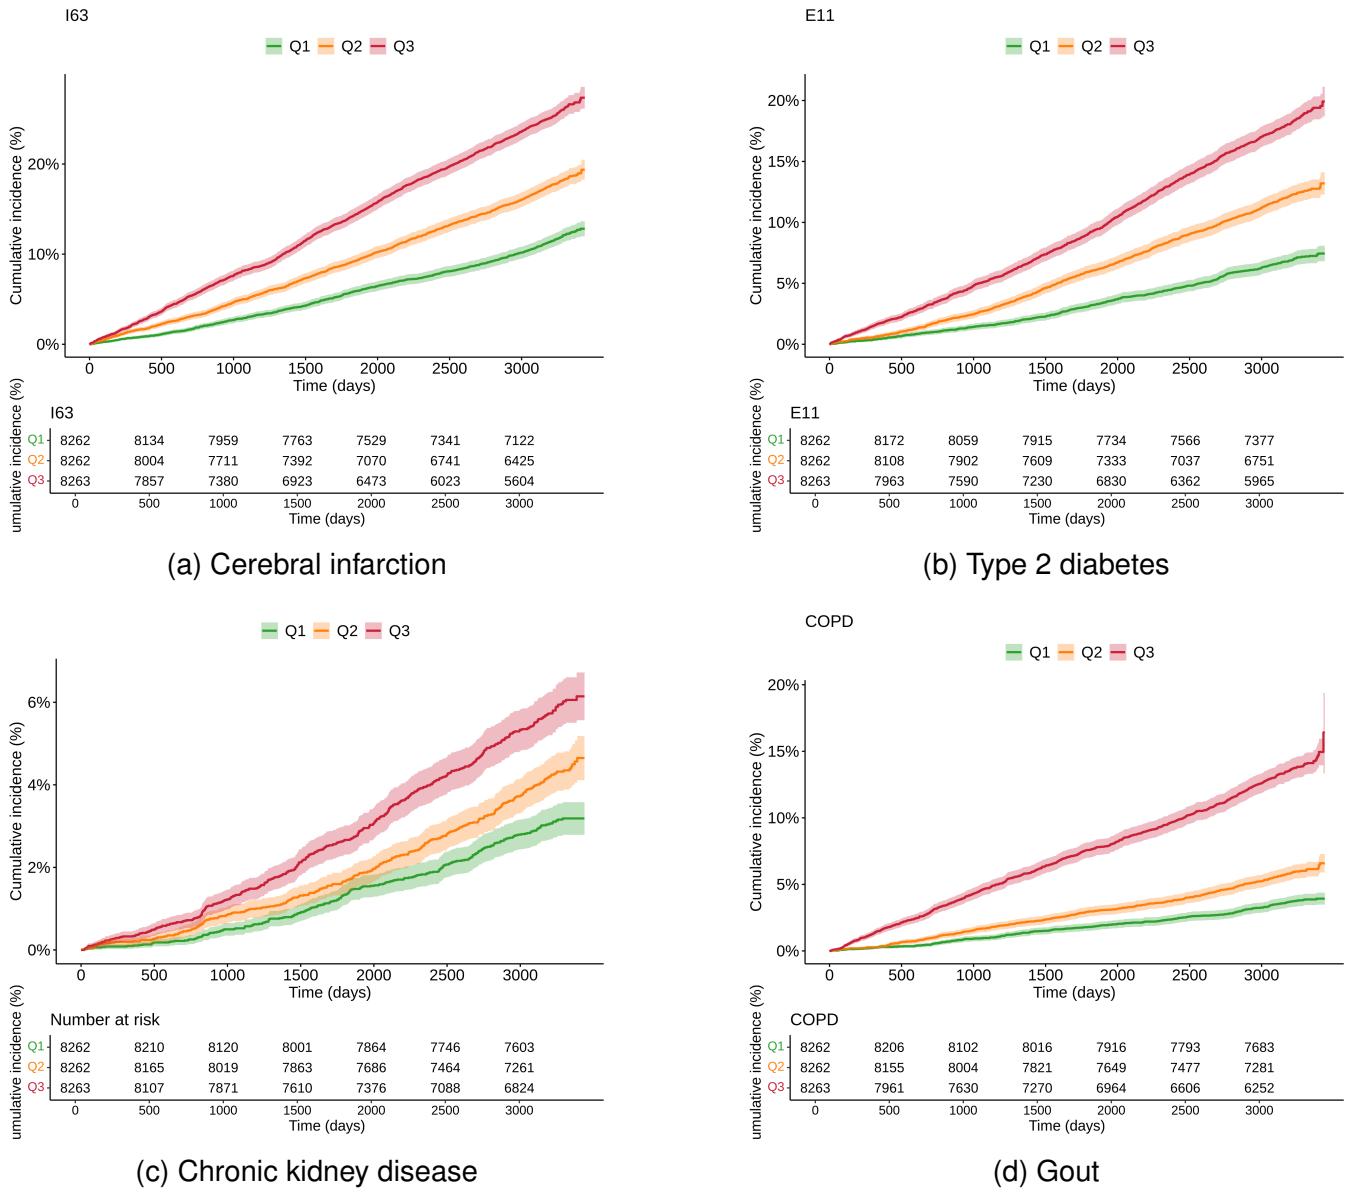 I63
Q1 Q2 Q3
Cumulative incidence (%)
20%
10%
0%
0 500 1000 1500 2000 2500 3000
Time (days)
umulative incidence (%)
I63
Q1 8262 8134 7959 7763 7529 7341 7122
Q2 8262 8004 7711 7392 7070 6741 6425
Q3 8263 7857 7380 6923 6473 6023 5604
0 500 1000 1500 2000 2500 3000
Time (days)
(a) Cerebral infarction
E11
Q1 Q2 Q3
Cumulative incidence (%)
20%
15%
10%
5%
0%
0 500 1000 1500 2000 2500 3000
Time (days)
umulative incidence (%)
E11
Q1 8262 8172 8059 7915 7734 7566 7377
Q2 8262 8108 7902 7609 7333 7037 6751
Q3 8263 7963 7590 7230 6830 6362 5965
0 500 1000 1500 2000 2500 3000
Time (days)
(b) Type 2 diabetes
Q1 Q2 Q3
Cumulative incidence (%)
6%
4%
2%
0%
0 500 1000 1500 2000 2500 3000
Time (days)
umulative incidence (%)
Number at risk
Q1 8262 8210 8120 8001 7864 7746 7603
Q2 8262 8165 8019 7863 7686 7464 7261
Q3 8263 8107 7871 7610 7376 7088 6824
0 500 1000 1500 2000 2500 3000
Time (days)
(c) Chronic kidney disease
COPD
Q1 Q2 Q3
Cumulative incidence (%)
20%
15%
10%
5%
0%
0 500 1000 1500 2000 2500 3000
Time (days)
umulative incidence (%)
COPD
Q1 8262 8206 8102 8016 7916 7793 7683
Q2 8262 8155 8004 7821 7649 7477 7281
Q3 8263 7961 7630 7270 6964 6606 6252
0 500 1000 1500 2000 2500 3000
Time (days)
(d) Gout